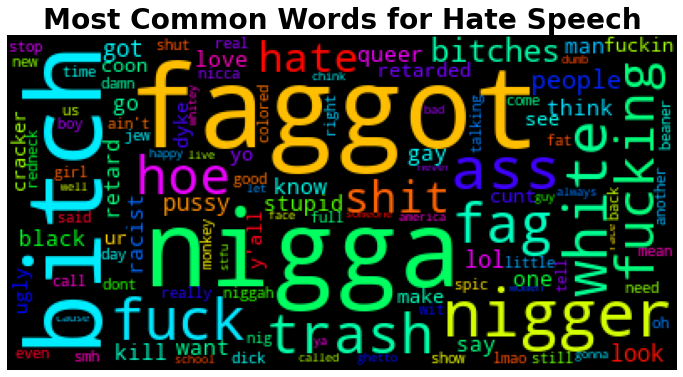 Most Common Words for Hate Speech
stop
shut
real
got
love
hate
queer
bitches
man
fuckin
new
time
coon
nicca
retarded
chink
dumb
damn
us
go
faggot
people
boy
ain't
dyke
whitey
colored
right
bad
talking
come
see
think
fucking
beaner
cracker
redneck
jew
yo
gay
fat
bitch
happy
live
hoe
ass
white
girl
retard
good
let
know
never
always
another
well
pussy
stupid
shit
cunt
guy
back
said
face
full
someone
america
fag
race
black
ur
racist
monkey
y'all
nigga
lol
little
mean
day
stfu
ugly
call
dont
really
niggah
make
spic
one
tell
need
cause
fuck
nig
trash
wit
nigger
oh
kill
want
say
look
even
smh
school
dick
called
ghetto
ya
show
lmao
still
gonna